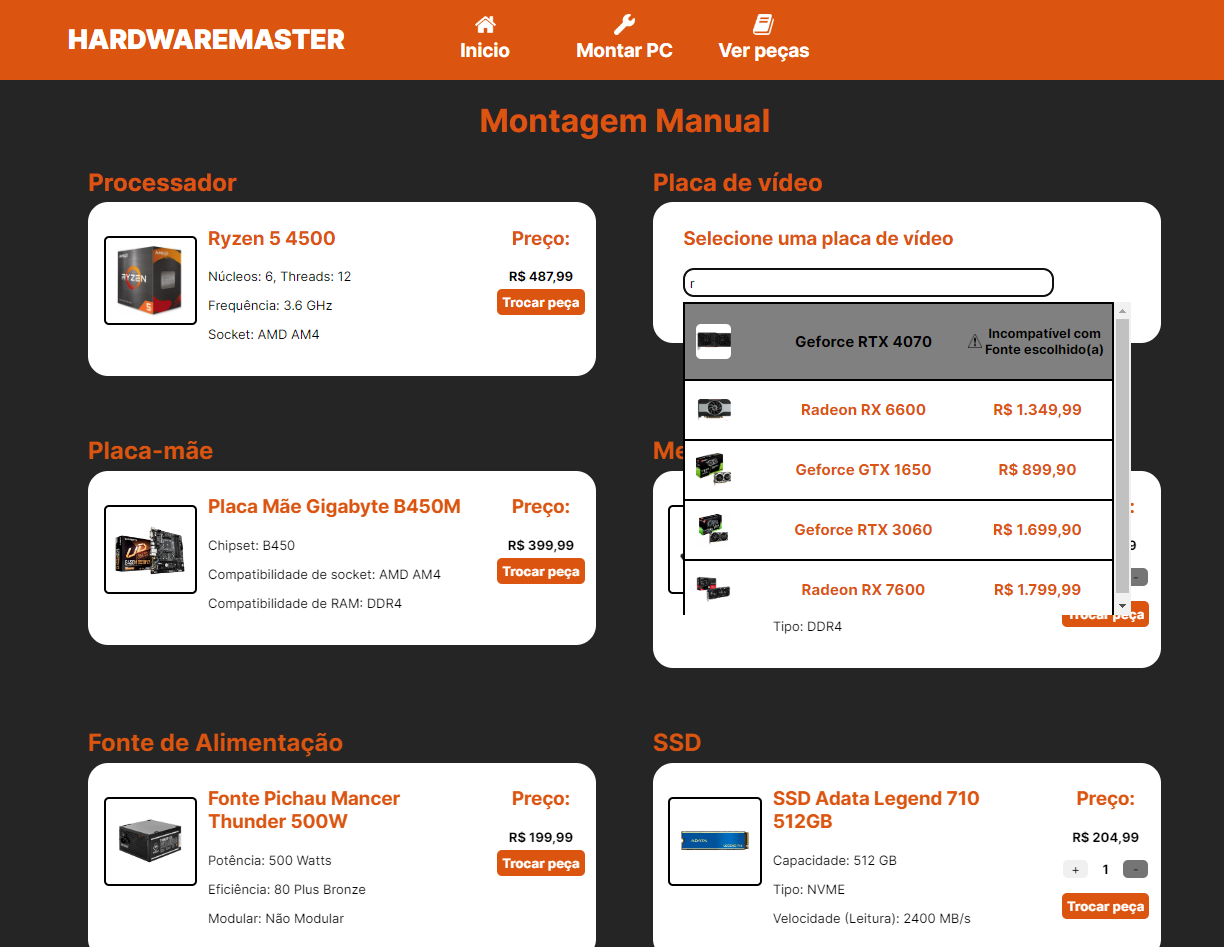 HARDWAREMASTER
Inicio
Montar PC
Ver peças
Montagem Manual
Processador
Ryzen 5 4500
Núcleos: 6, Threads: 12
Frequência: 3.6 GHz
Socket: AMD AM4
Preço:
R$ 487,99
Trocar peça
Placa de vídeo
Selecione uma placa de vídeo
r
Geforce RTX 4070
⚠ Incompatível com
Fonte escolhido(a)
Radeon RX 6600
R$ 1.349,99
Geforce GTX 1650
R$ 899,90
Geforce RTX 3060
R$ 1.699,90
Radeon RX 7600
R$ 1.799,99
Placa-mãe
Placa Mãe Gigabyte B450M
Chipset: B450
Compatibilidade de socket: AMD AM4
Compatibilidade de RAM: DDR4
Preço:
R$ 399,99
Trocar peça
Me
:
9
-
Tipo: DDR4
Trocar peça
Fonte de Alimentação
Fonte Pichau Mancer
Thunder 500W
Potência: 500 Watts
Eficiência: 80 Plus Bronze
Modular: Não Modular
Preço:
R$ 199,99
Trocar peça
SSD
SSD Adata Legend 710
512GB
Capacidade: 512 GB
Tipo: NVME
Velocidade (Leitura): 2400 MB/s
Preço:
R$ 204,99
+ 1 -
Trocar peça